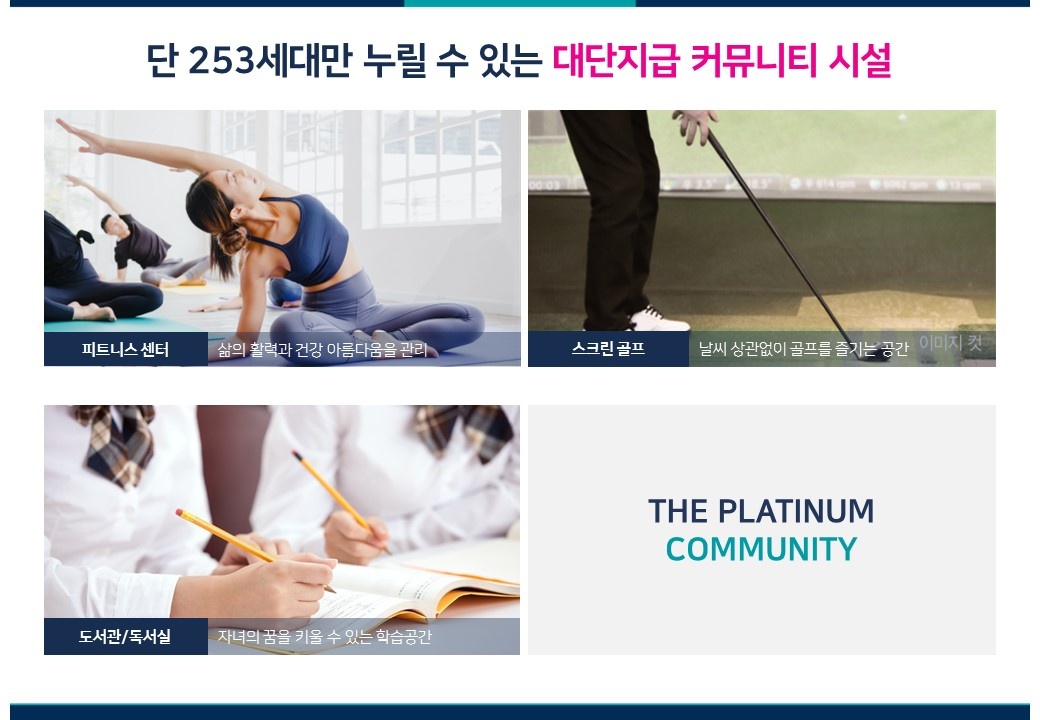 단 253세대만 누릴 수 있는 대단지급 커뮤니티 시설
피트니스 센터 삶의 활력과 건강 아름다움을 관리
스크린 골프 날씨 상관없이 골프를 즐기는 공간 이미지 컷
도서관/독서실 자녀의 꿈을 키울 수 있는 학습공간
THE PLATINUM
COMMUNITY